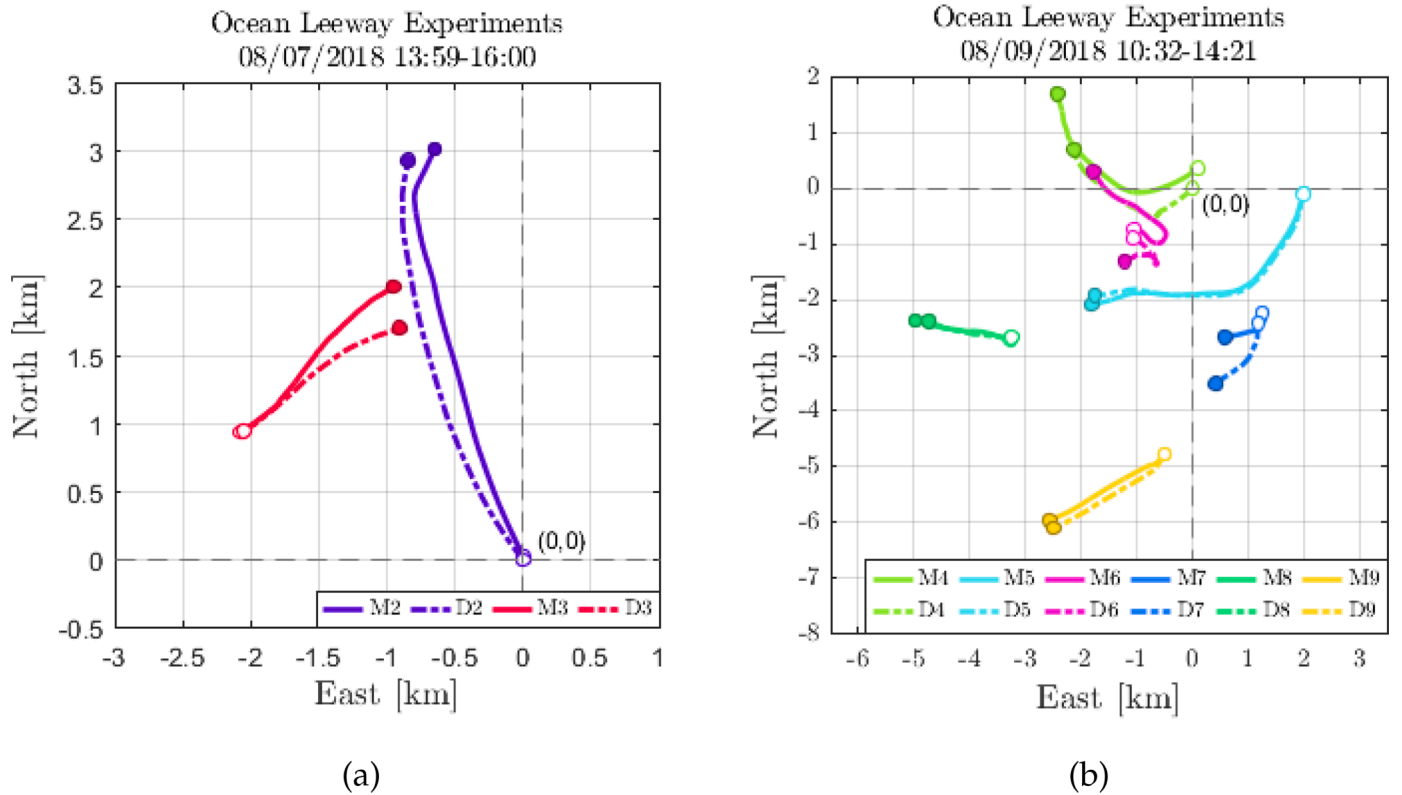 Ocean Leeway Experiments
08/07/2018 13:59-16:00
3.5
3
2.5
2
1.5
1
0.5
0
-0.5
North [km]
(0,0)
M2 D2 M3 D3
-3 -2.5 -2 -1.5 -1 -0.5 0 0.5 1
East [km]
(a)
Ocean Leeway Experiments
08/09/2018 10:32-14:21
2
1
0
-1
-2
-3
-4
-5
-6
-7
-8
North [km]
(0,0)
M4 M5 M6 M7 M8 M9
D4 D5 D6 D7 D8 D9
-6 -5 -4 -3 -2 -1 0 1 2 3
East [km]
(b)